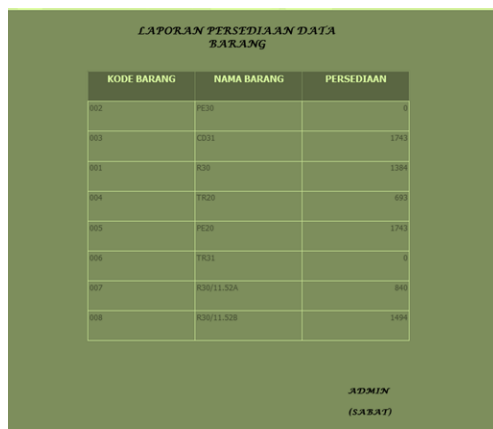 LAPORAN PERSEDIAAN DATA
BARANG
KODE BARANG NAMA BARANG PERSEDIAAN
002 PE30 0
003 CD31 1743
001 R30 1384
004 TR20 693
005 PE20 1743
006 TR31 0
007 R30/11.52A 840
008 R30/11.52B 1494
ADMIN
(SABAT)